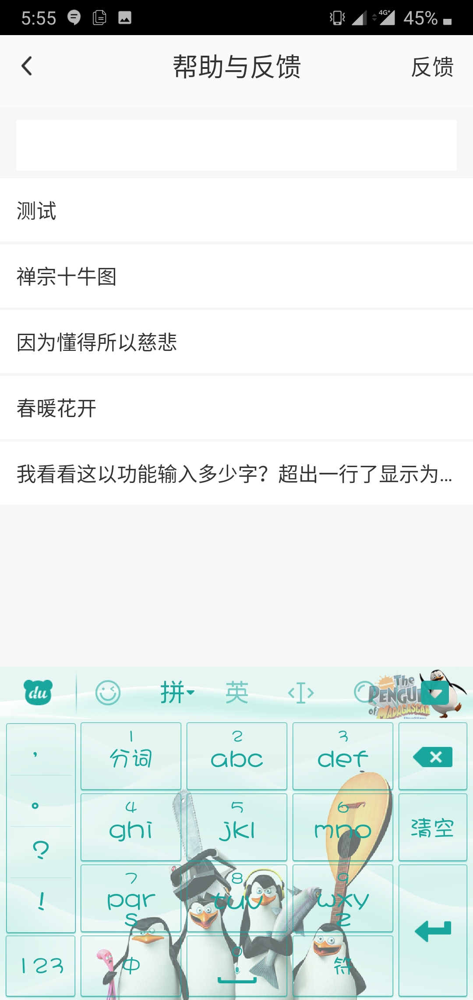 5:55
4G+
45%
帮助与反馈
反馈
测试
禅宗十牛图
因为懂得所以慈悲
春暖花开
我看看这以功能输入多少字？超出一行了显示为...
du
拼
英
The
PENGUI
of MADAGASCAR
,
。
?
!
1
分词
2
abc
3
def
4
ghi
5
jkl
6
mno
清空
7
pqr
s
8
tuv
9
wxy
z
123
中
0
符